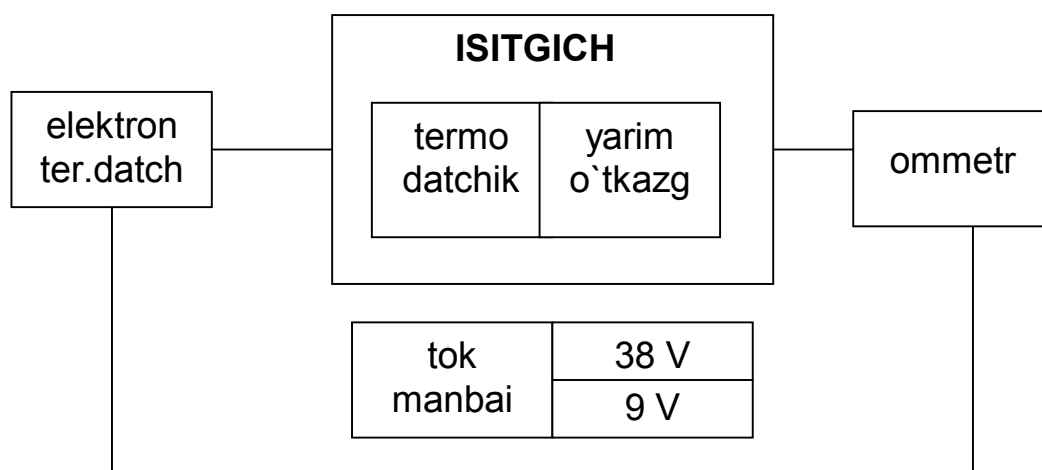 ISITGICH
elektron
ter.datch
termo
datchik
yarim
o`tkazg
ommetr
tok
manbai
38 V
9 V